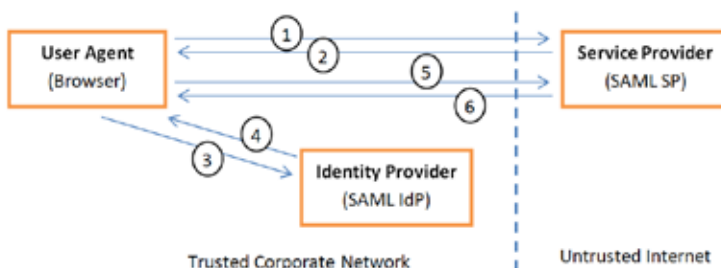 User Agent
(Browser)
1
2
5
6
Service Provider
(SAML SP)
4
3
Identity Provider
(SAML IdP)
Trusted Corporate Network
Untrusted Internet